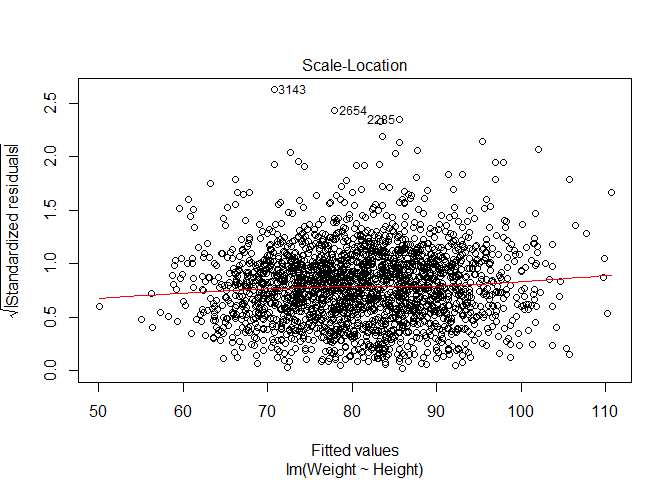 Scale-Location
√|Standardized residuals|
2.5
2.0
1.5
1.0
0.5
0.0
3143
2654
2285
50 60 70 80 90 100 110
Fitted values
lm(Weight ~ Height)